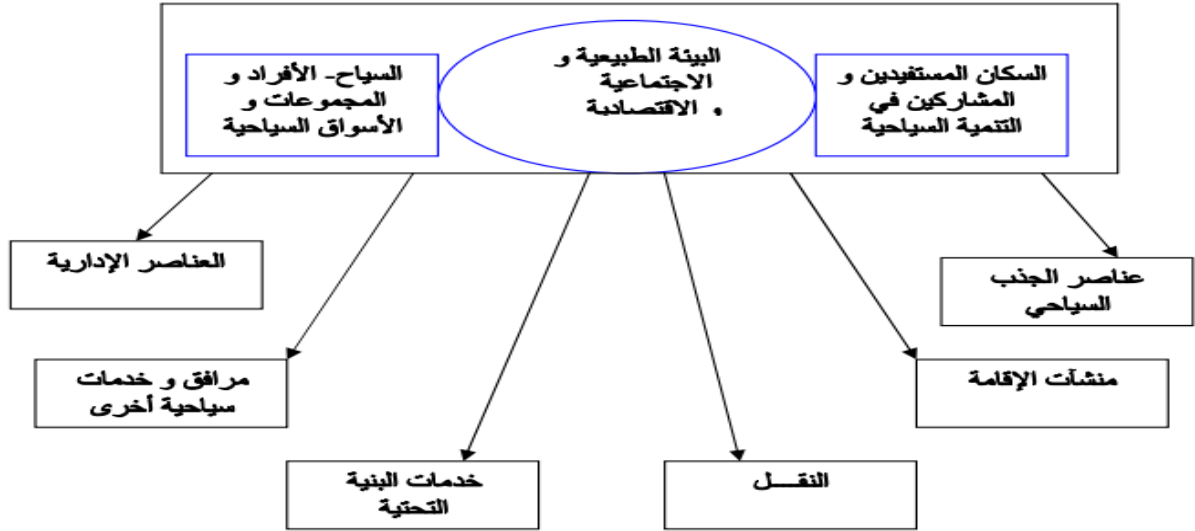 السكان المستفيدين و
المشاركين في
التنمية السياحية
البيئة الطبيعية و
الاجتماعية
و الاقتصادية
السياح- الأفراد و
المجموعات و
الأسواق السياحية
عناصر الجذب
السياحي
العناصر الإدارية
منشآت الإقامة
مرافق و خدمات
سياحية أخرى
النقـــل
خدمات البنية
التحتية